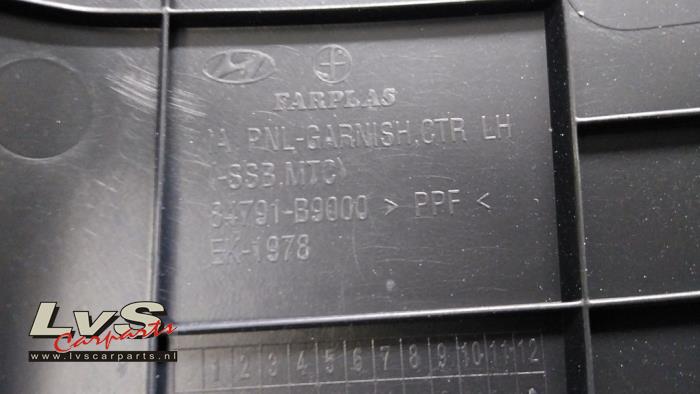 FARPLAS
IA PNL-GARNISH,CTR LH
(-SSB,MTC)
84791-B9000 > PPF <
EK-1978
1 2 3 4 5 6 7 8 9 10 11 12
LvS
Carparts
www.lvscarparts.nl